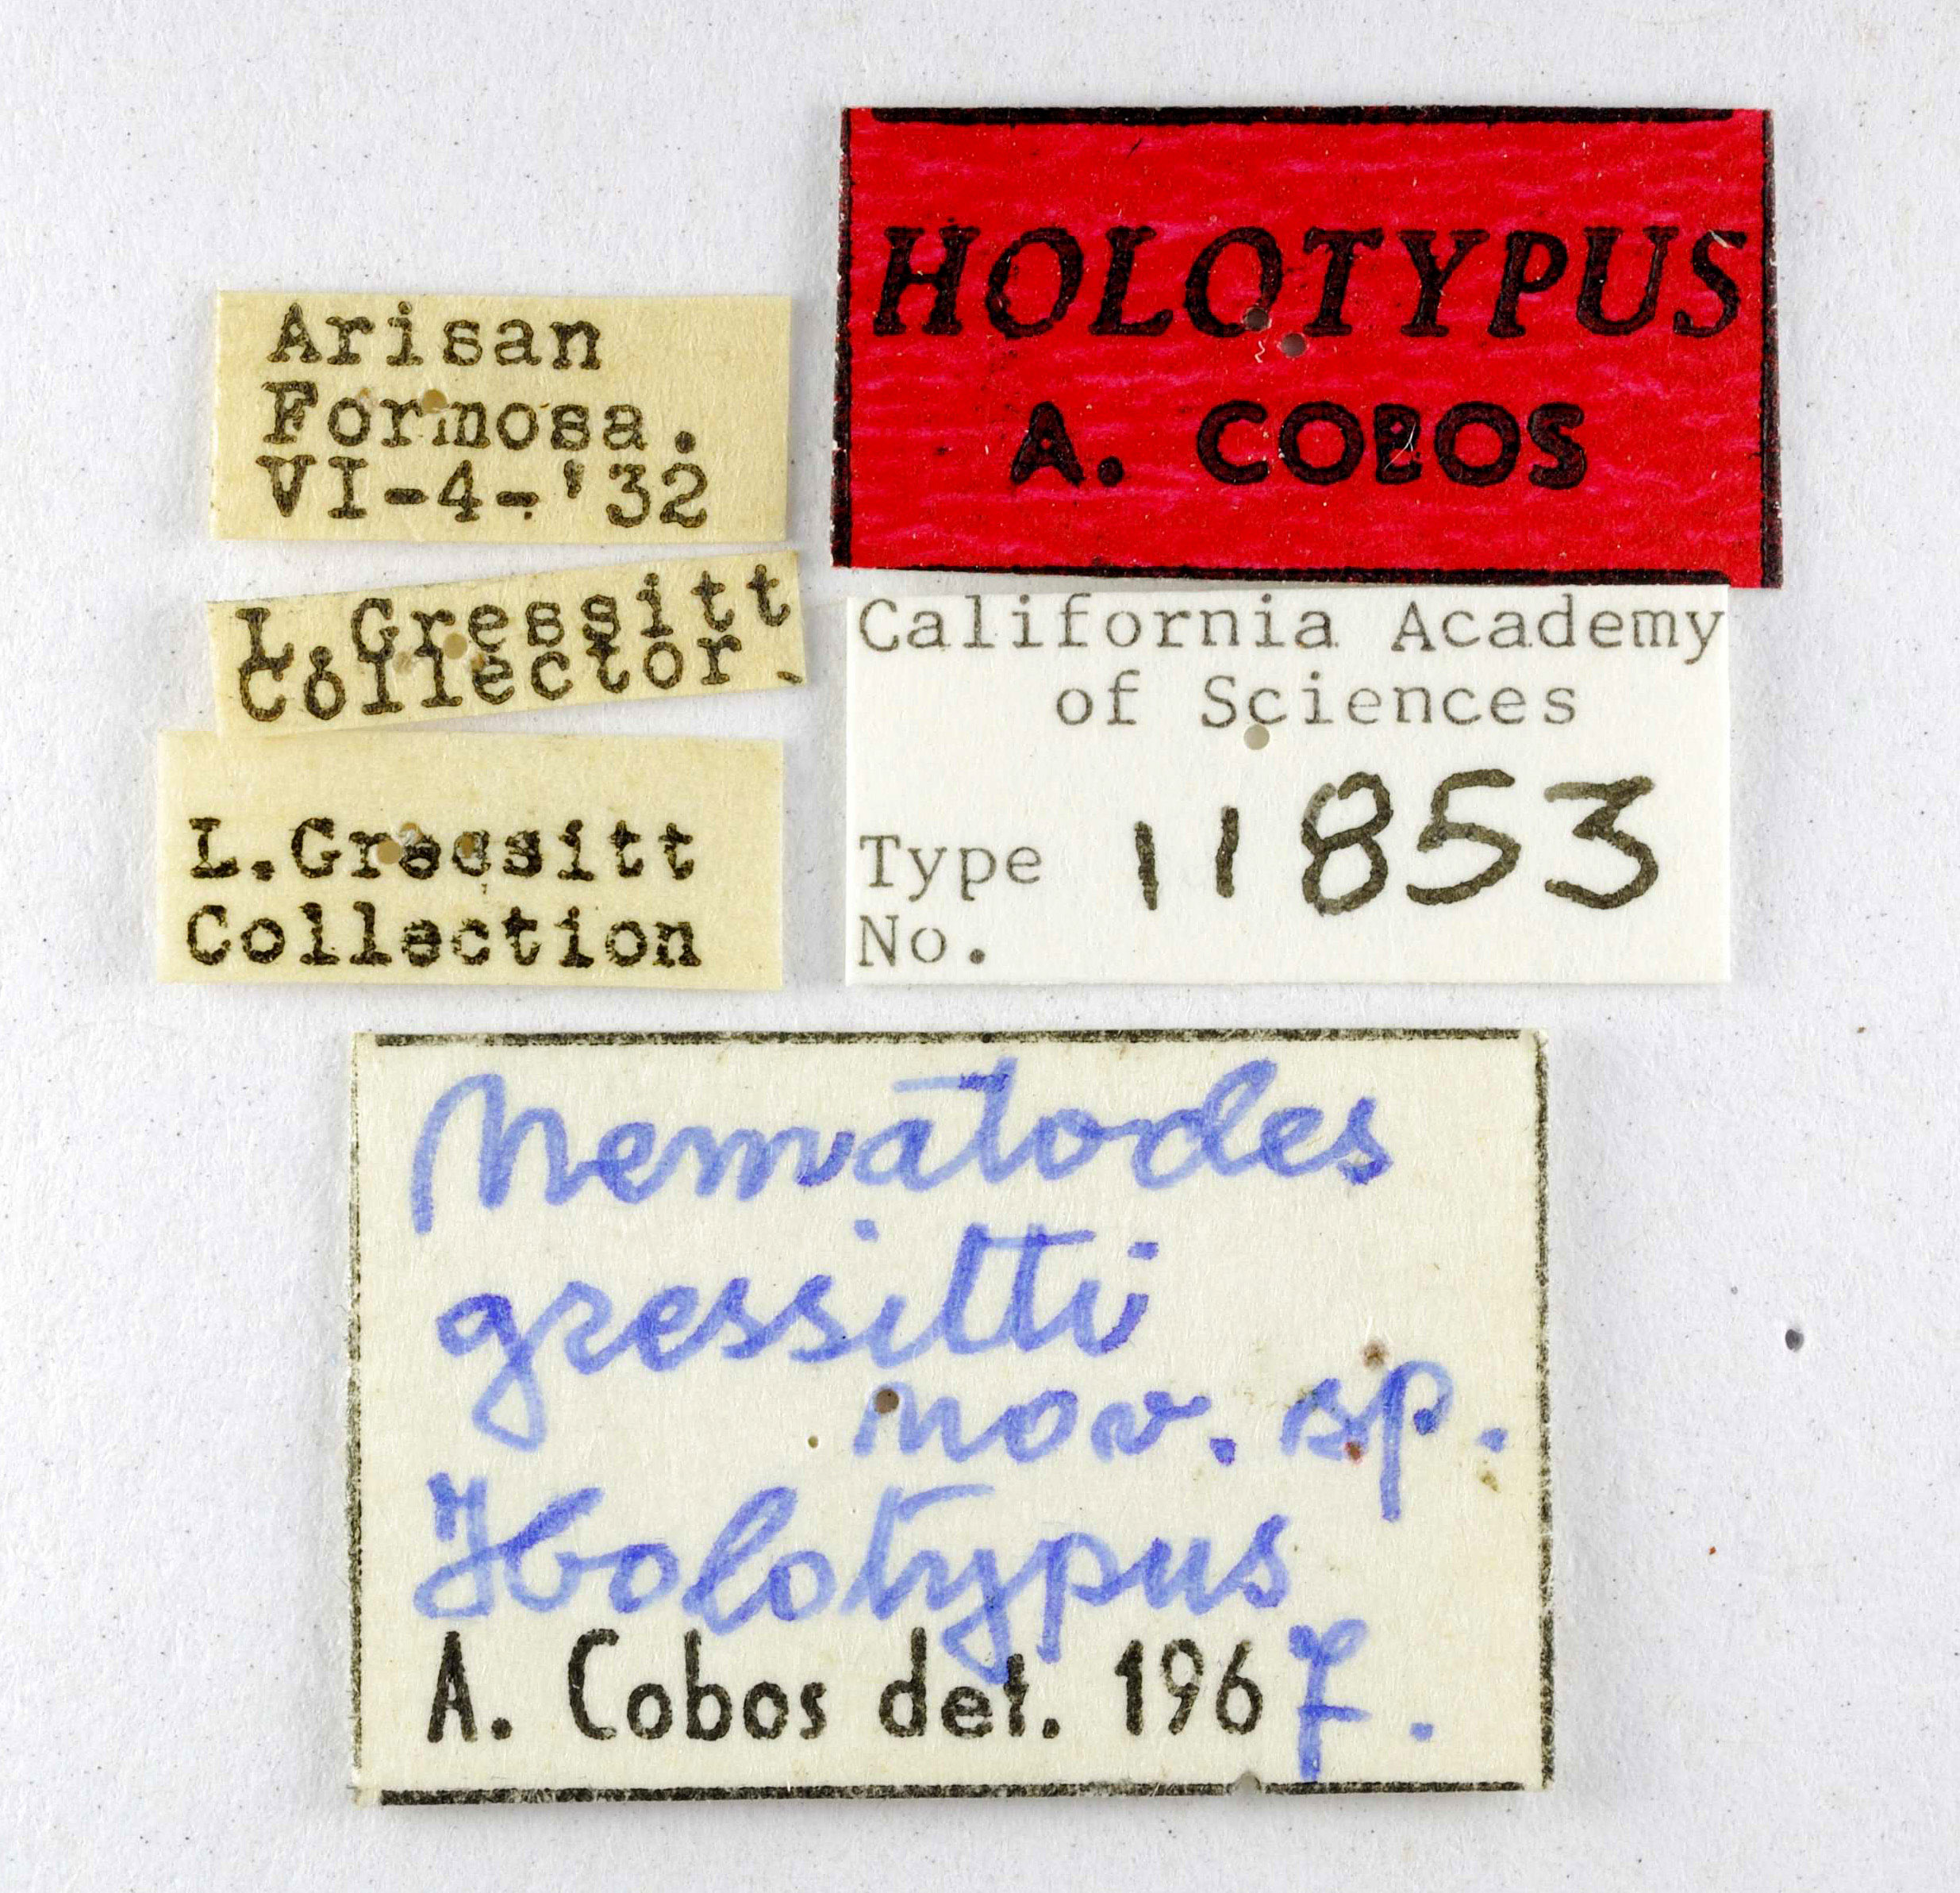 Arisan
Formosa.
VI-4-'32
L.Gressitt
Collector.
L.Gressitt
Collection
HOLOTYPUS
A. COBOS
California Academy
of Sciences
Type 11853
No.
Nematodes
gressitti
nov. sp.
Holotypus
A. Cobos det. 1967.